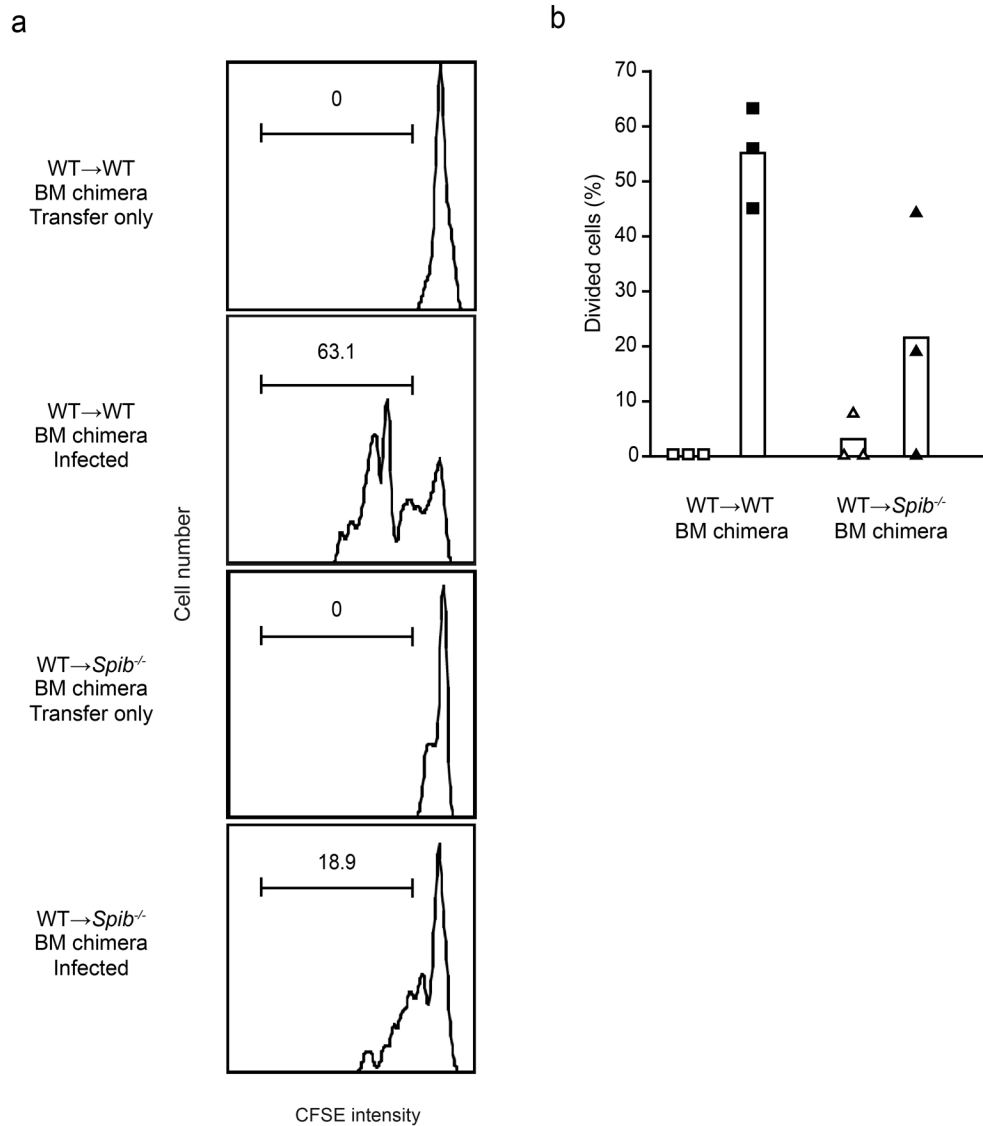 a
WT→WT
BM chimera
Transfer only
0
WT→WT
BM chimera
Infected
63.1
WT→Spib-/-
BM chimera
Transfer only
0
WT→Spib-/-
BM chimera
Infected
18.9
Cell number
CFSE intensity
b
Divided cells (%)
70
60
50
40
30
20
10
0
WT→WT
BM chimera
WT→Spib-/-
BM chimera